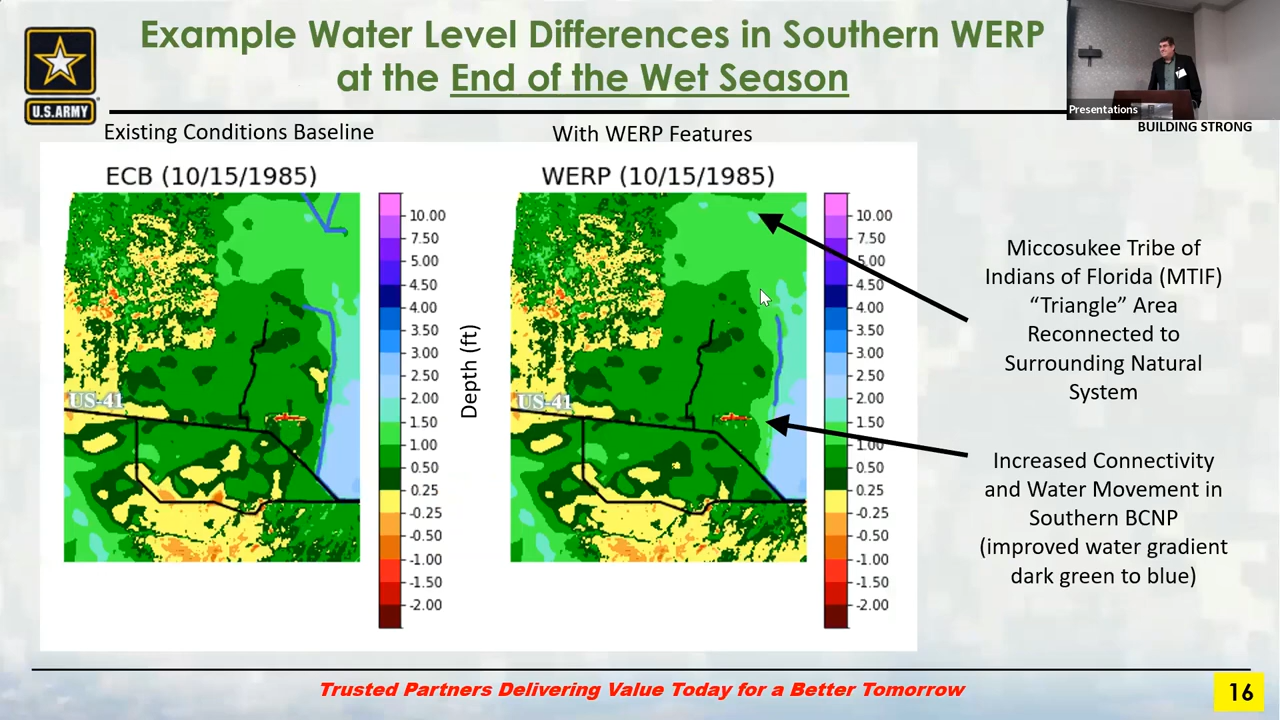 Example Water Level Differences in Southern WERP
at the End of the Wet Season
U.S.ARMY
Presentations
BUILDING STRONG
Existing Conditions Baseline
With WERP Features
ECB (10/15/1985)
WERP (10/15/1985)
US-41
10.00
7.50
5.00
4.50
4.00
3.50
3.00
2.50
2.00
1.50
1.00
0.50
0.25
-0.25
-0.50
-1.00
-1.50
-2.00
Depth (ft)
US-41
10.00
7.50
5.00
4.50
4.00
3.50
3.00
2.50
2.00
1.50
1.00
0.50
0.25
-0.25
-0.50
-1.00
-1.50
-2.00
Miccosukee Tribe of
Indians of Florida (MTIF)
“Triangle” Area
Reconnected to
Surrounding Natural
System
Increased Connectivity
and Water Movement in
Southern BCNP
(improved water gradient
dark green to blue)
Trusted Partners Delivering Value Today for a Better Tomorrow
16